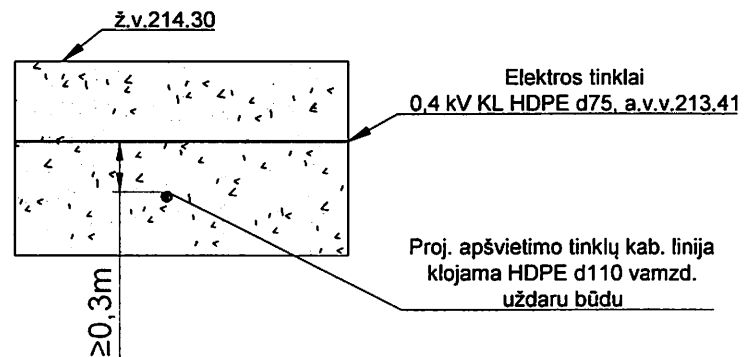 ž.v.214.30
Elektros tinklai
0,4 kV KL HDPE d75, a.v.v.213.41
Proj. apšvietimo tinklų kab. linija
klojama HDPE d110 vamzd.
uždaru būdu
≥0,3m